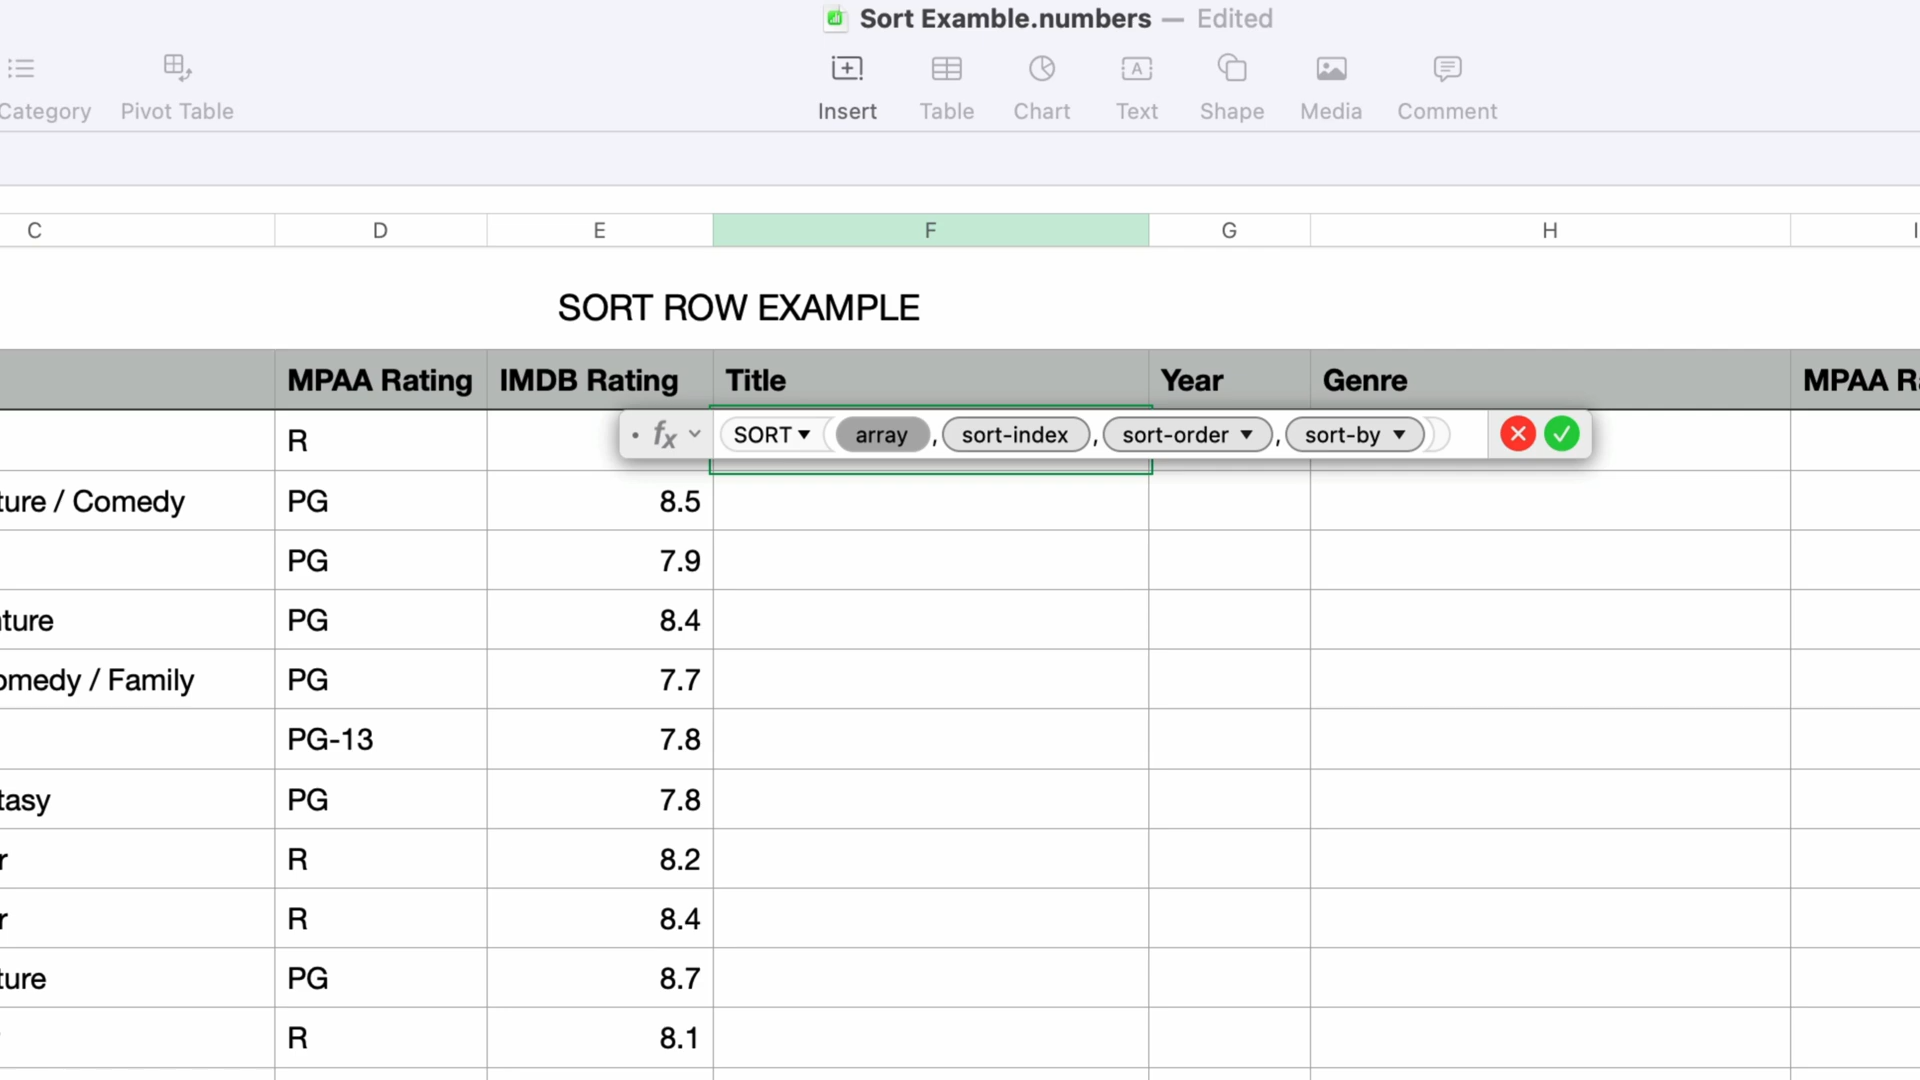 Sort Examble.numbers — Edited
Category Pivot Table Insert Table Chart Text Shape Media Comment
C D E F G H I
SORT ROW EXAMPLE
MPAA Rating IMDB Rating Title Year Genre MPAA Ra
R
fx SORT array , sort-index , sort-order , sort-by
ture / Comedy PG 8.5
PG 7.9
ture PG 8.4
omedy / Family PG 7.7
PG-13 7.8
tasy PG 7.8
r R 8.2
r R 8.4
ture PG 8.7
R 8.1